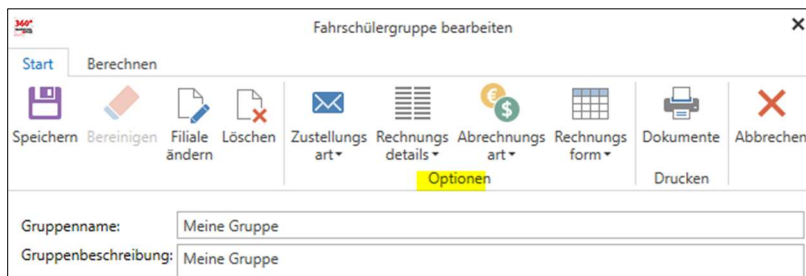 360°
Fahrschülergruppe bearbeiten
Start Berechnen
Speichern Bereinigen Filiale ändern Löschen Zustellungs art Rechnungs details Abrechnungs art Rechnungs form Dokumente Abbrechen
Optionen Drucken
Gruppenname: Meine Gruppe
Gruppenbeschreibung: Meine Gruppe